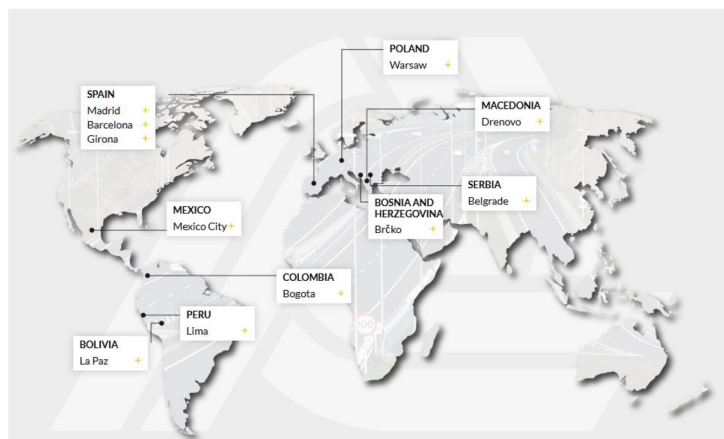 POLAND
Warsaw +
SPAIN
Madrid +
Barcelona +
Girona +
MACEDONIA
Drenovo +
SERBIA
Belgrade +
BOSNIA AND
HERZEGOVINA
Brčko +
MEXICO
Mexico City +
COLOMBIA
Bogota +
PERU
Lima +
BOLIVIA
La Paz +
100